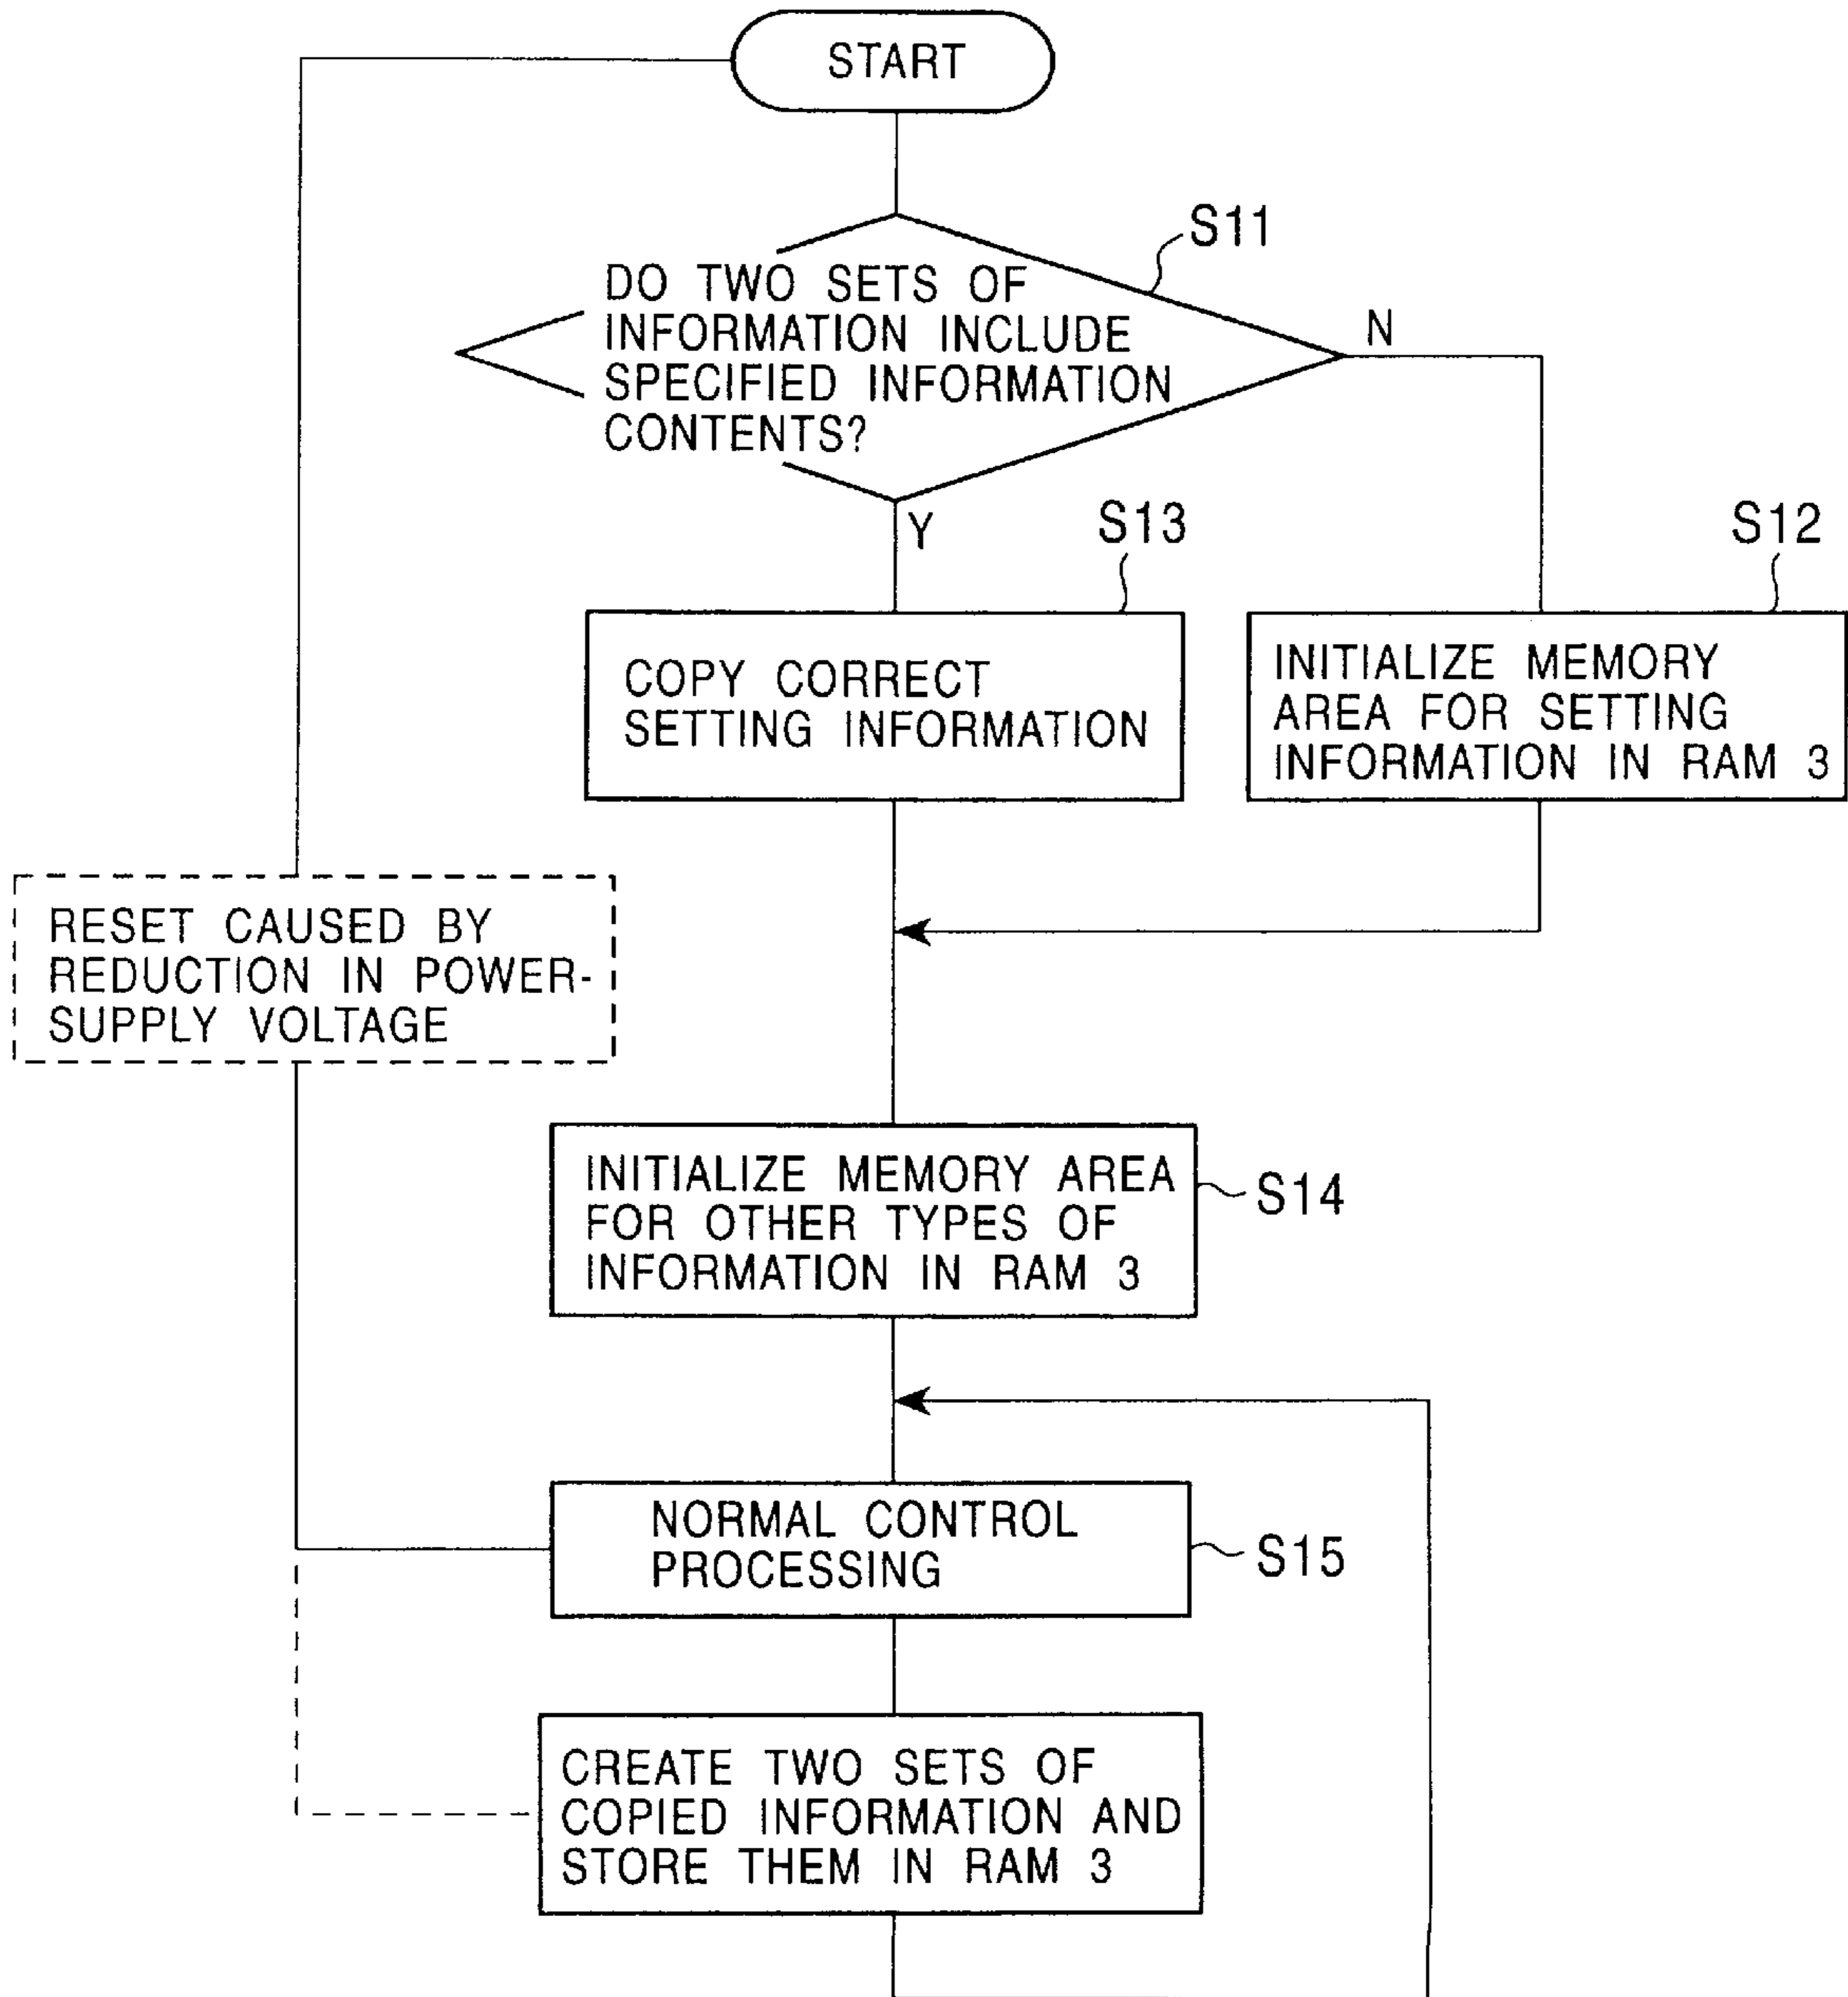 START
S11
DO TWO SETS OF
INFORMATION INCLUDE
SPECIFIED INFORMATION
CONTENTS?
N
Y
S13
S12
COPY CORRECT
SETTING INFORMATION
INITIALIZE MEMORY
AREA FOR SETTING
INFORMATION IN RAM 3
RESET CAUSED BY
REDUCTION IN POWER-
SUPPLY VOLTAGE
INITIALIZE MEMORY AREA
FOR OTHER TYPES OF
INFORMATION IN RAM 3
S14
NORMAL CONTROL
PROCESSING
S15
CREATE TWO SETS OF
COPIED INFORMATION AND
STORE THEM IN RAM 3